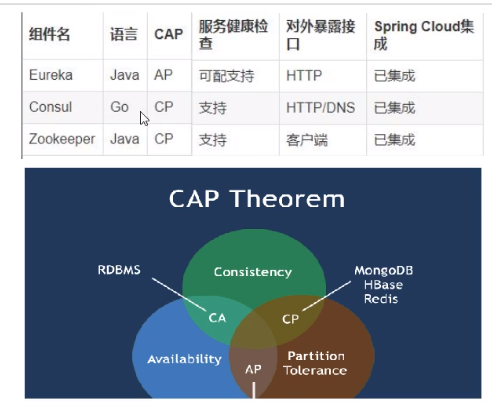 组件名 语言 CAP 服务健康检查 对外暴露接口 Spring Cloud集成
Eureka Java AP 可配支持 HTTP 已集成
Consul Go CP 支持 HTTP/DNS 已集成
Zookeeper Java CP 支持 客户端 已集成
CAP Theorem
RDBMS
Consistency
MongoDB
HBase
Redis
CA
CP
Availability
Partition
Tolerance
AP